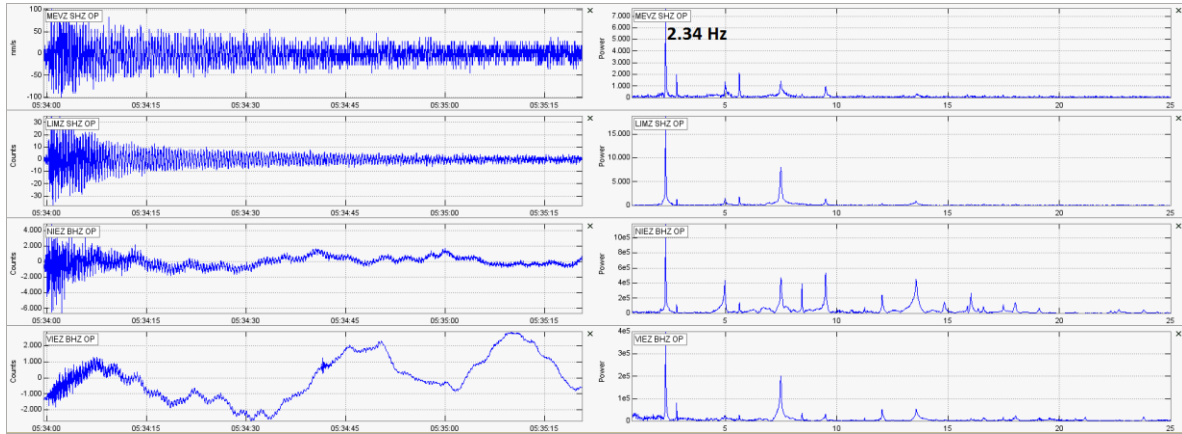 MEVZ SHZ OP
nm/s
100
50
0
-50
-100
05:34:00 05:34:15 05:34:30 05:34:45 05:35:00 05:35:15
MEVZ SHZ OP
2.34 Hz
Power
7.000
6.000
5.000
4.000
3.000
2.000
1.000
0
5 10 15 20 25
LIMZ SHZ OP
Counts
30
20
10
0
-10
-20
-30
05:34:00 05:34:15 05:34:30 05:34:45 05:35:00 05:35:15
LIMZ SHZ OP
Power
15.000
10.000
5.000
0
5 10 15 20 25
NIEZ BHZ OP
Counts
4.000
2.000
0
-2.000
-4.000
-6.000
05:34:00 05:34:15 05:34:30 05:34:45 05:35:00 05:35:15
NIEZ BHZ OP
Power
10e5
8e5
6e5
4e5
2e5
0
5 10 15 20 25
VIEZ BHZ OP
Counts
2.000
1.000
0
-1.000
-2.000
05:34:00 05:34:15 05:34:30 05:34:45 05:35:00 05:35:15
VIEZ BHZ OP
Power
4e5
3e5
2e5
1e5
0
5 10 15 20 25